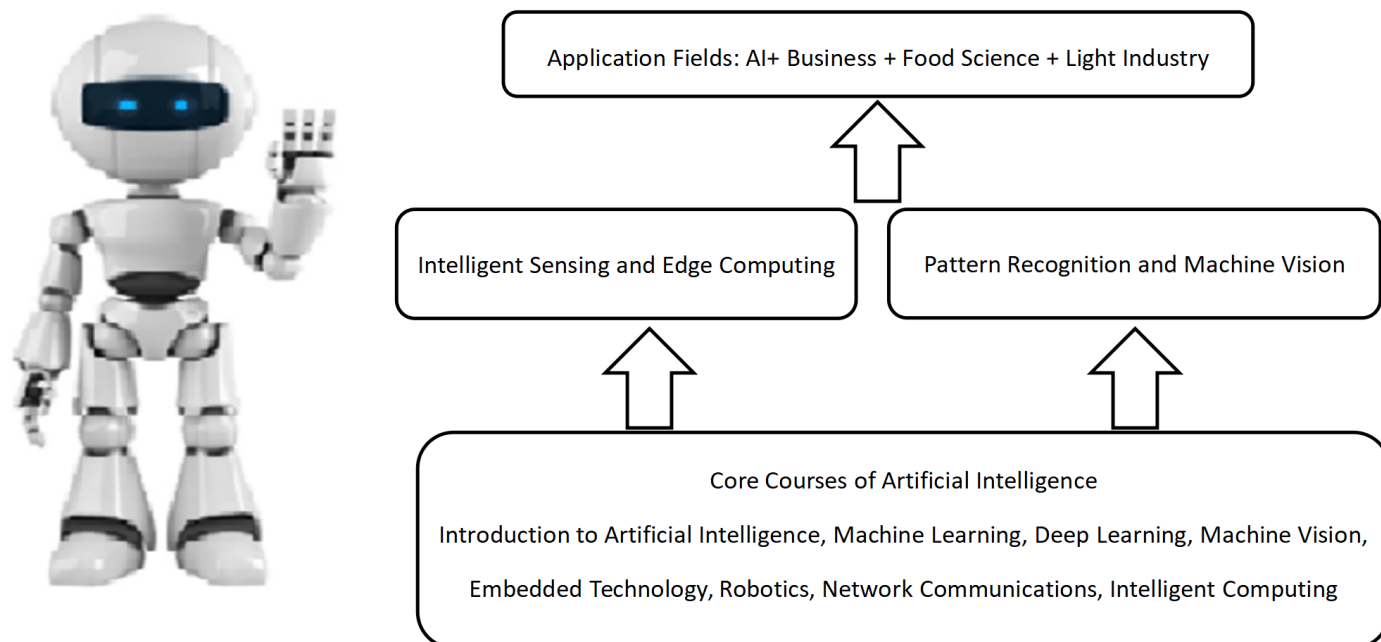 Application Fields: AI+ Business + Food Science + Light Industry
Intelligent Sensing and Edge Computing
Pattern Recognition and Machine Vision
Core Courses of Artificial Intelligence
Introduction to Artificial Intelligence, Machine Learning, Deep Learning, Machine Vision,
Embedded Technology, Robotics, Network Communications, Intelligent Computing